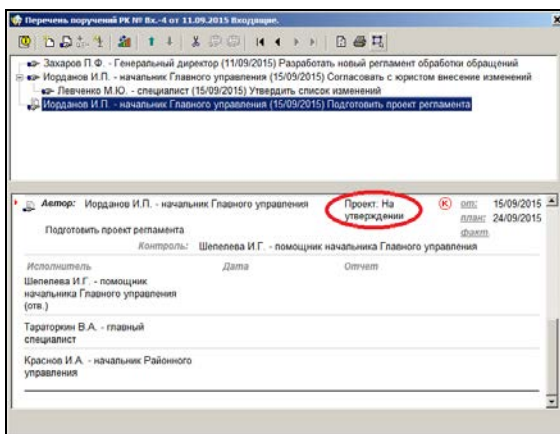 Перечень поручений РК № Вх.-4 от 11.09.2015 Входящие.
Захаров П.Ф. - Генеральный директор (11/09/2015) Разработать новый регламент обработки обращений
Иорданов И.П. - начальник Главного управления (15/09/2015) Согласовать с юристом внесение изменений
Левченко М.Ю. - специалист (15/09/2015) Утвердить список изменений
Иорданов И.П. - начальник Главного управления (15/09/2015) Подготовить проект регламента
Автор: Иорданов И.П. - начальник Главного управления Проект: На утверждении К от: 15/09/2015
план: 24/09/2015
факт:
Подготовить проект регламента
Контроль: Шепелева И.Г. - помощник начальника Главного управления
Исполнитель Дата Отчет
Шепелева И.Г. - помощник
начальника Главного управления
(отв.)
Тараторкин В.А. - главный
специалист
Краснов И.А. - начальник Районного
управления